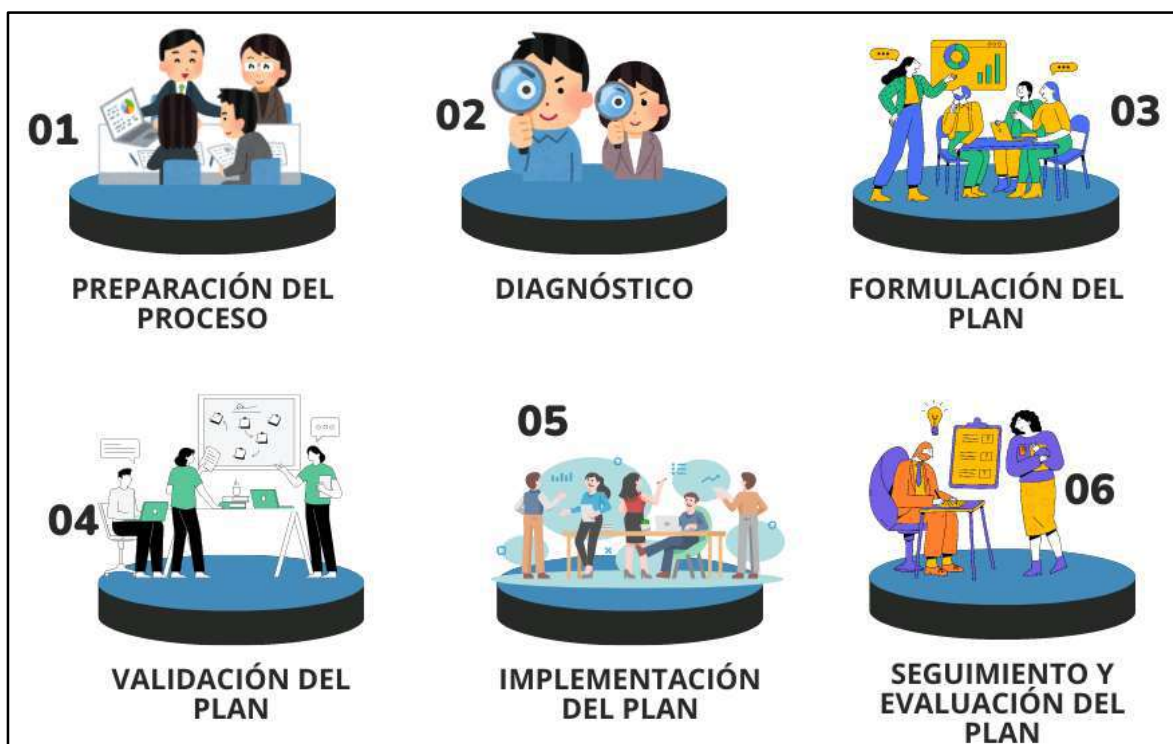 01
PREPARACIÓN DEL
PROCESO
02
DIAGNÓSTICO
03
FORMULACIÓN DEL
PLAN
04
VALIDACIÓN DEL
PLAN
05
IMPLEMENTACIÓN
DEL PLAN
06
SEGUIMIENTO Y
EVALUACIÓN DEL
PLAN